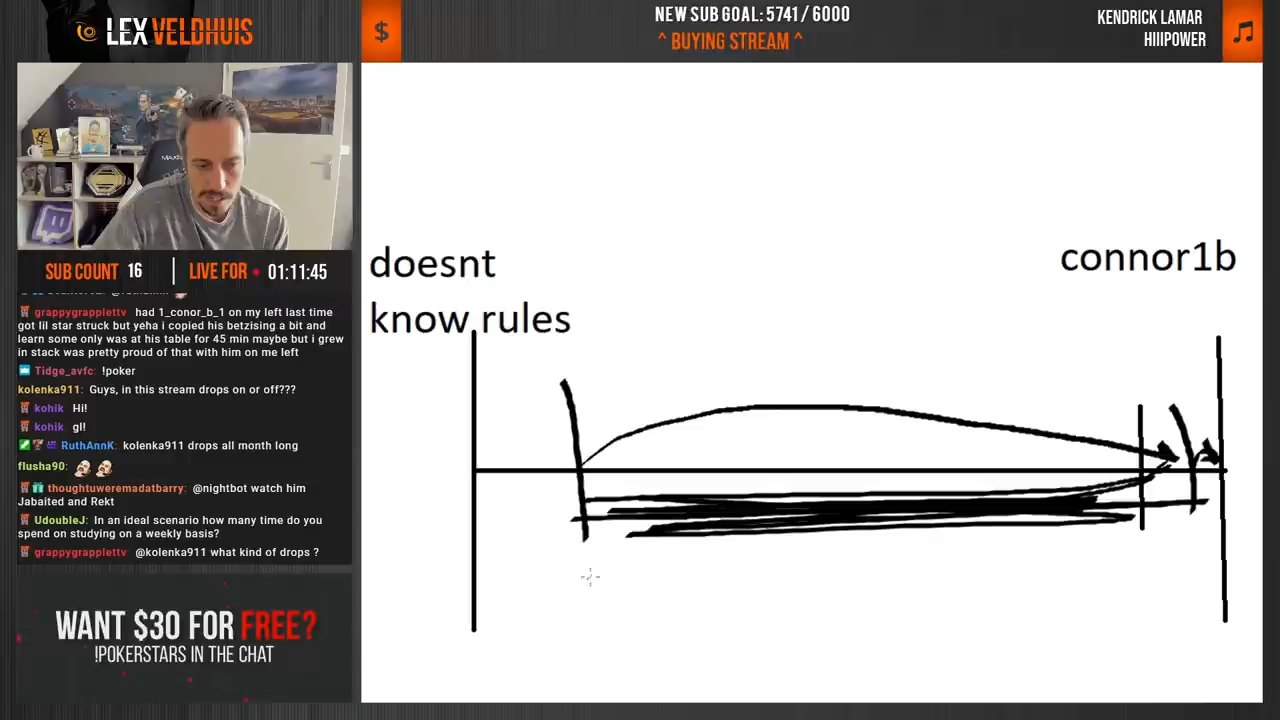 LEX VELDHUIS
$
NEW SUB GOAL: 5741 / 6000
^ BUYING STREAM ^
KENDRICK LAMAR
HIIIPOWER
SUB COUNT 16
LIVE FOR • 01:11:45
grappygrapplettv had 1_conor_b_1 on my left last time
got lil star struck but yeha i copied his betzising a bit and
learn some only was at his table for 45 min maybe but i grew
in stack was pretty proud of that with him on me left
Tidge_avfc: !poker
kolenka911: Guys, in this stream drops on or off???
kohik Hi!
kohik gl!
RuthAnnK: kolenka911 drops all month long
flusha90:
thoughtuweremadatbarry: @nightbot watch him
Jabaited and Rekt
UdoubleJ: In an ideal scenario how many time do you
spend on studying on a weekly basis?
grappygrapplettv @kolenka911 what kind of drops ?
WANT $30 FOR FREE?
!POKERSTARS IN THE CHAT
doesnt
know rules
connor1b